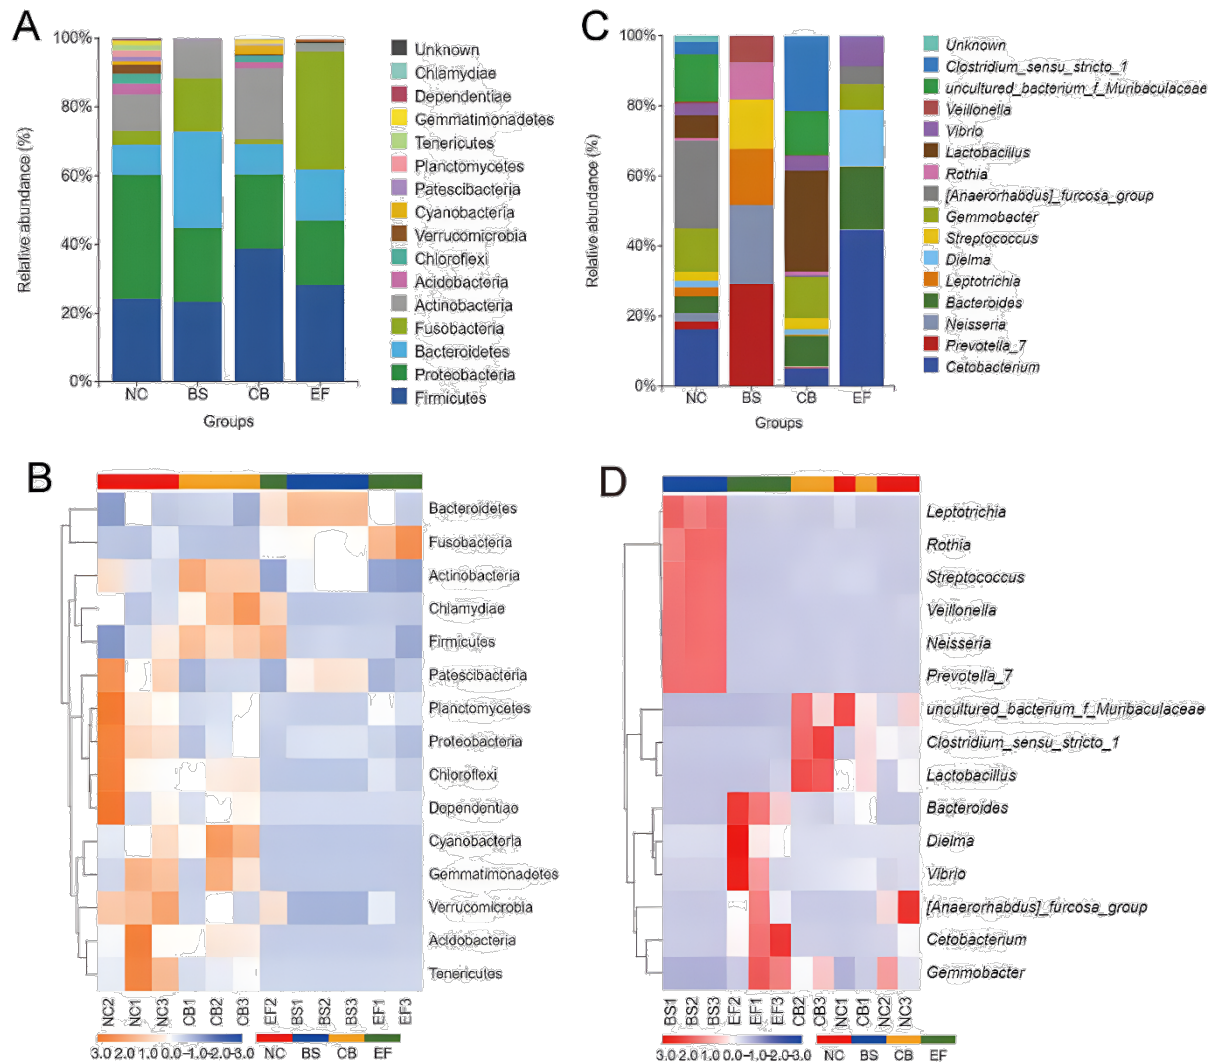 A
100%
80%
60%
40%
20%
0%
Relative abundance (%)
NC BS CB EF
Groups
Unknown
Chlamydiae
Dependentiae
Gemmatimonadetes
Tenericutes
Planctomycetes
Patescibacteria
Cyanobacteria
Verrucomicrobia
Chloroflexi
Acidobacteria
Actinobacteria
Fusobacteria
Bacteroidetes
Proteobacteria
Firmicutes
C
100%
80%
60%
40%
20%
0%
Relative abundance (%)
NC BS CB EF
Groups
Unknown
Clostridium_sensu_stricto_1
uncultured_bacterium_f_Muribaculaceae
Veillonella
Vibrio
Lactobacillus
Rothia
[Anaerorhabdus]_furcosa_group
Gemmobacter
Streptococcus
Dielma
Leptotrichia
Bacteroides
Neisseria
Prevotella_7
Cetobacterium
B
Bacteroidetes
Fusobacteria
Actinobacteria
Chlamydiae
Firmicutes
Patescibacteria
Planctomycetes
Proteobacteria
Chloroflexi
Dependentiae
Cyanobacteria
Gemmatimonadetes
Verrucomicrobia
Acidobacteria
Tenericutes
NC2 NC1 NC3 CB1 CB2 CB3 EF2 BS1 BS2 BS3 EF1 EF3
3.0 2.0 1.0 0.0 -1.0 -2.0 -3.0
NC BS CB EF
D
Leptotrichia
Rothia
Streptococcus
Veillonella
Neisseria
Prevotella_7
uncultured_bacterium_f_Muribaculaceae
Clostridium_sensu_stricto_1
Lactobacillus
Bacteroides
Dielma
Vibrio
[Anaerorhabdus]_furcosa_group
Cetobacterium
Gemmobacter
BS1 BS2 BS3 EF2 EF1 EF3 CB2 CB3 NC1 CB1 NC2 NC3
3.0 2.0 1.0 0.0 -1.0 -2.0 -3.0
NC BS CB EF